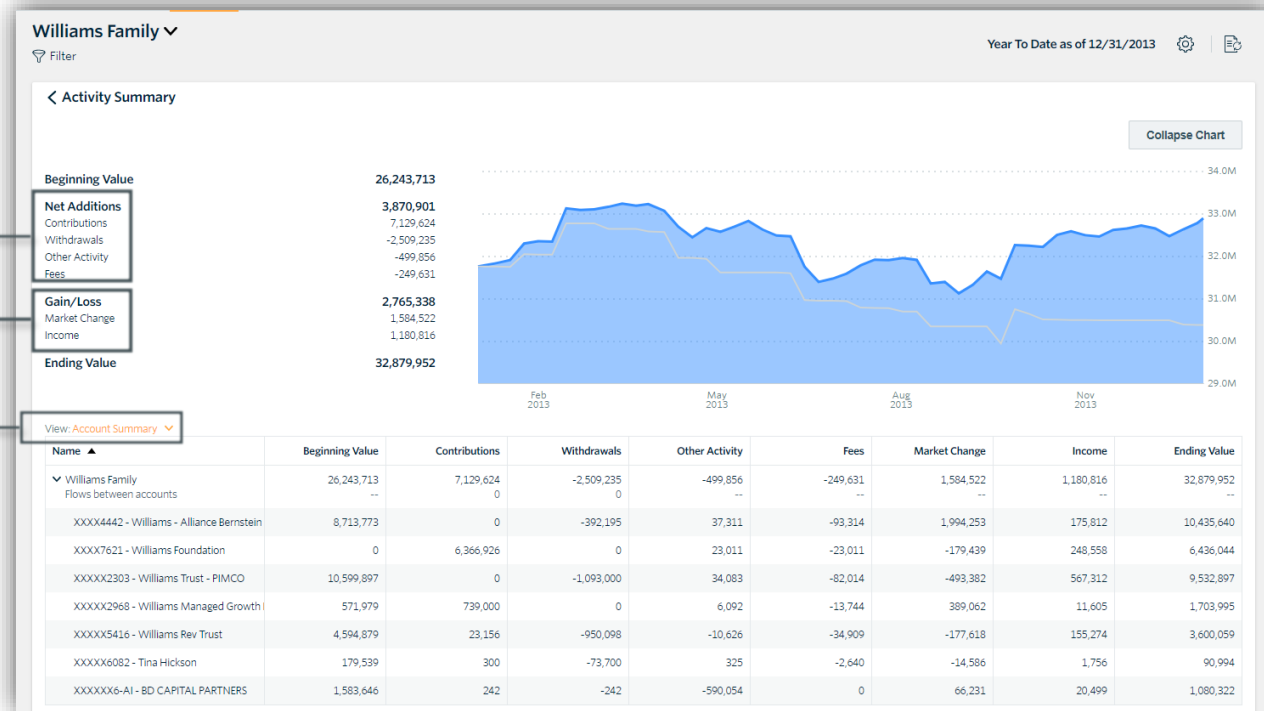 Williams Family
Filter
Year To Date as of 12/31/2013
Activity Summary
Collapse Chart
Beginning Value 26,243,713
Net Additions 3,870,901
Contributions 7,129,624
Withdrawals -2,509,235
Other Activity -499,856
Fees -249,631
Gain/Loss 2,765,338
Market Change 1,584,522
Income 1,180,816
Ending Value 32,879,952
34.0M
33.0M
32.0M
31.0M
30.0M
29.0M
Feb May Aug Nov
2013 2013 2013 2013
View: Account Summary
Name Beginning Value Contributions Withdrawals Other Activity Fees Market Change Income Ending Value
Williams Family 26,243,713 7,129,624 -2,509,235 -499,856 -249,631 1,584,522 1,180,816 32,879,952
Flows between accounts -- 0 0 -- -- -- -- --
XXXX4442 - Williams - Alliance Bernstein 8,713,773 0 -392,195 37,311 -93,314 1,994,253 175,812 10,435,640
XXXX7621 - Williams Foundation 0 6,366,926 0 23,011 -23,011 -179,439 248,558 6,436,044
XXXXX2303 - Williams Trust - PIMCO 10,599,897 0 -1,093,000 34,083 -82,014 -493,382 567,312 9,532,897
XXXXX2968 - Williams Managed Growth 571,979 739,000 0 6,092 -13,744 389,062 11,605 1,703,995
XXXXX5416 - Williams Rev Trust 4,594,879 23,156 -950,098 -10,626 -34,909 -177,618 155,274 3,600,059
XXXXX6082 - Tina Hickson 179,539 300 -73,700 325 -2,640 -14,586 1,756 90,994
XXXXXX6-AI - BD CAPITAL PARTNERS 1,583,646 242 -242 -590,054 0 66,231 20,499 1,080,322